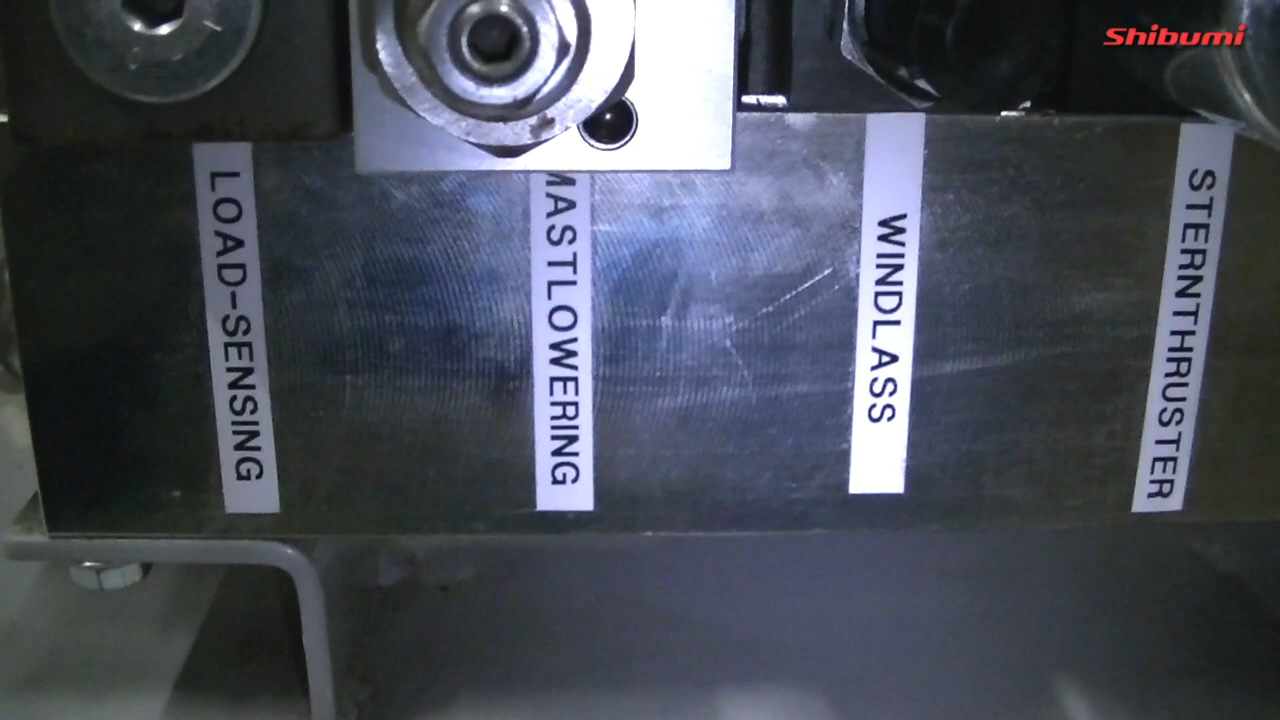 Shibumi
LOAD-SENSING
MASTLOWERING
WINDLASS
STERNTHRUSTER